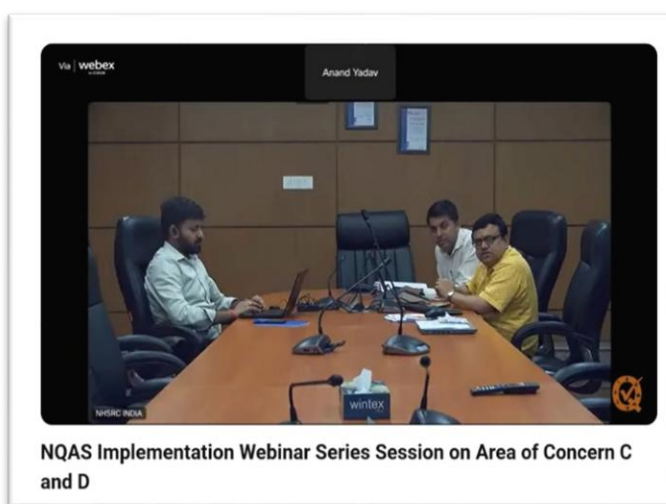 Via webex
Anand Yadav
wintex
NHSRC INDIA
NQAS Implementation Webinar Series Session on Area of Concern C
and D